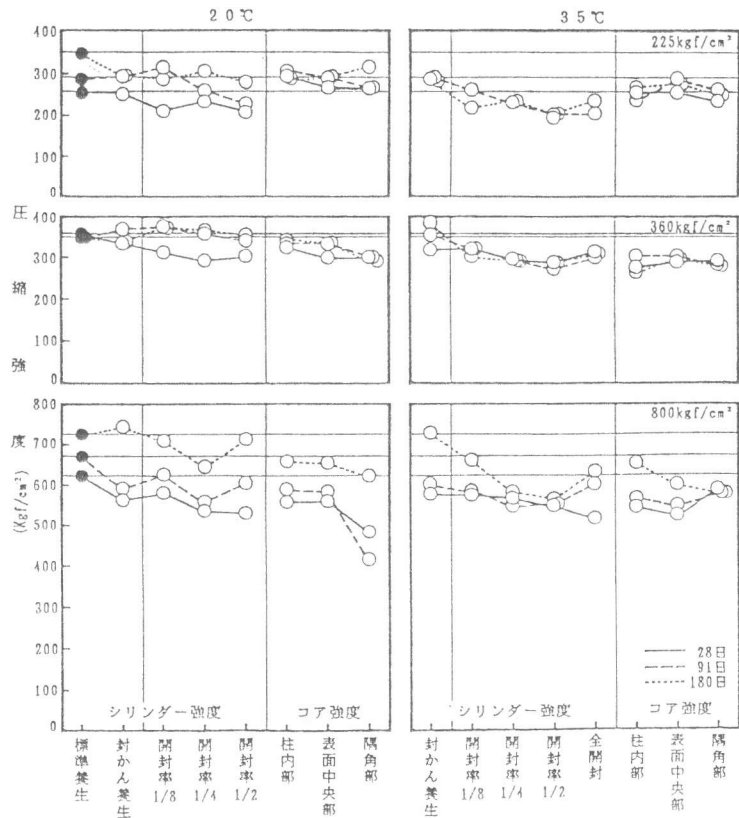 20℃
35℃
225kgf/cm²
400
300
200
100
0
360kgf/cm²
400
300
200
100
0
800kgf/cm²
800
700
600
500
400
300
200
100
0
圧縮強度
(Kgf/cm²)
28日
91日
180日
シリンダー強度
コア強度
シリンダー強度
コア強度
標準養生
封かん養生
開封率1/8
開封率1/4
開封率1/2
柱内部
表面中央部
隅角部
封かん養生
開封率1/8
開封率1/4
開封率1/2
全開封
柱内部
表面中央部
隅角部